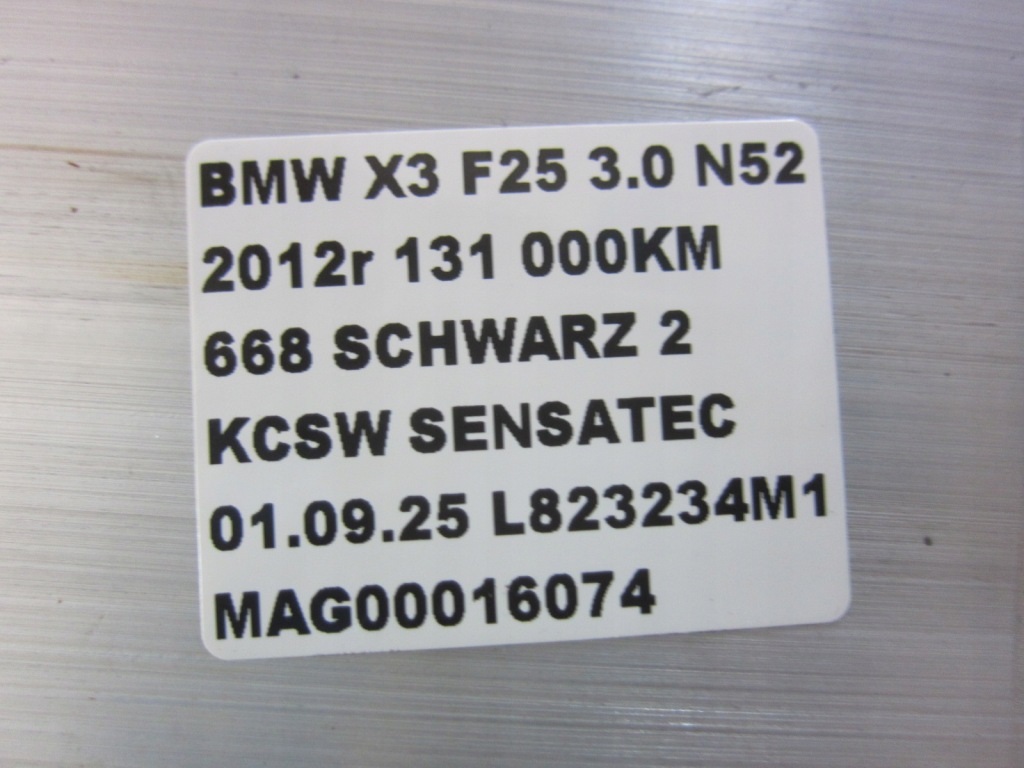 BMW X3 F25 3.0 N52
2012r 131 000KM
668 SCHWARZ 2
KCSW SENSATEC
01.09.25 L823234M1
MAG00016074